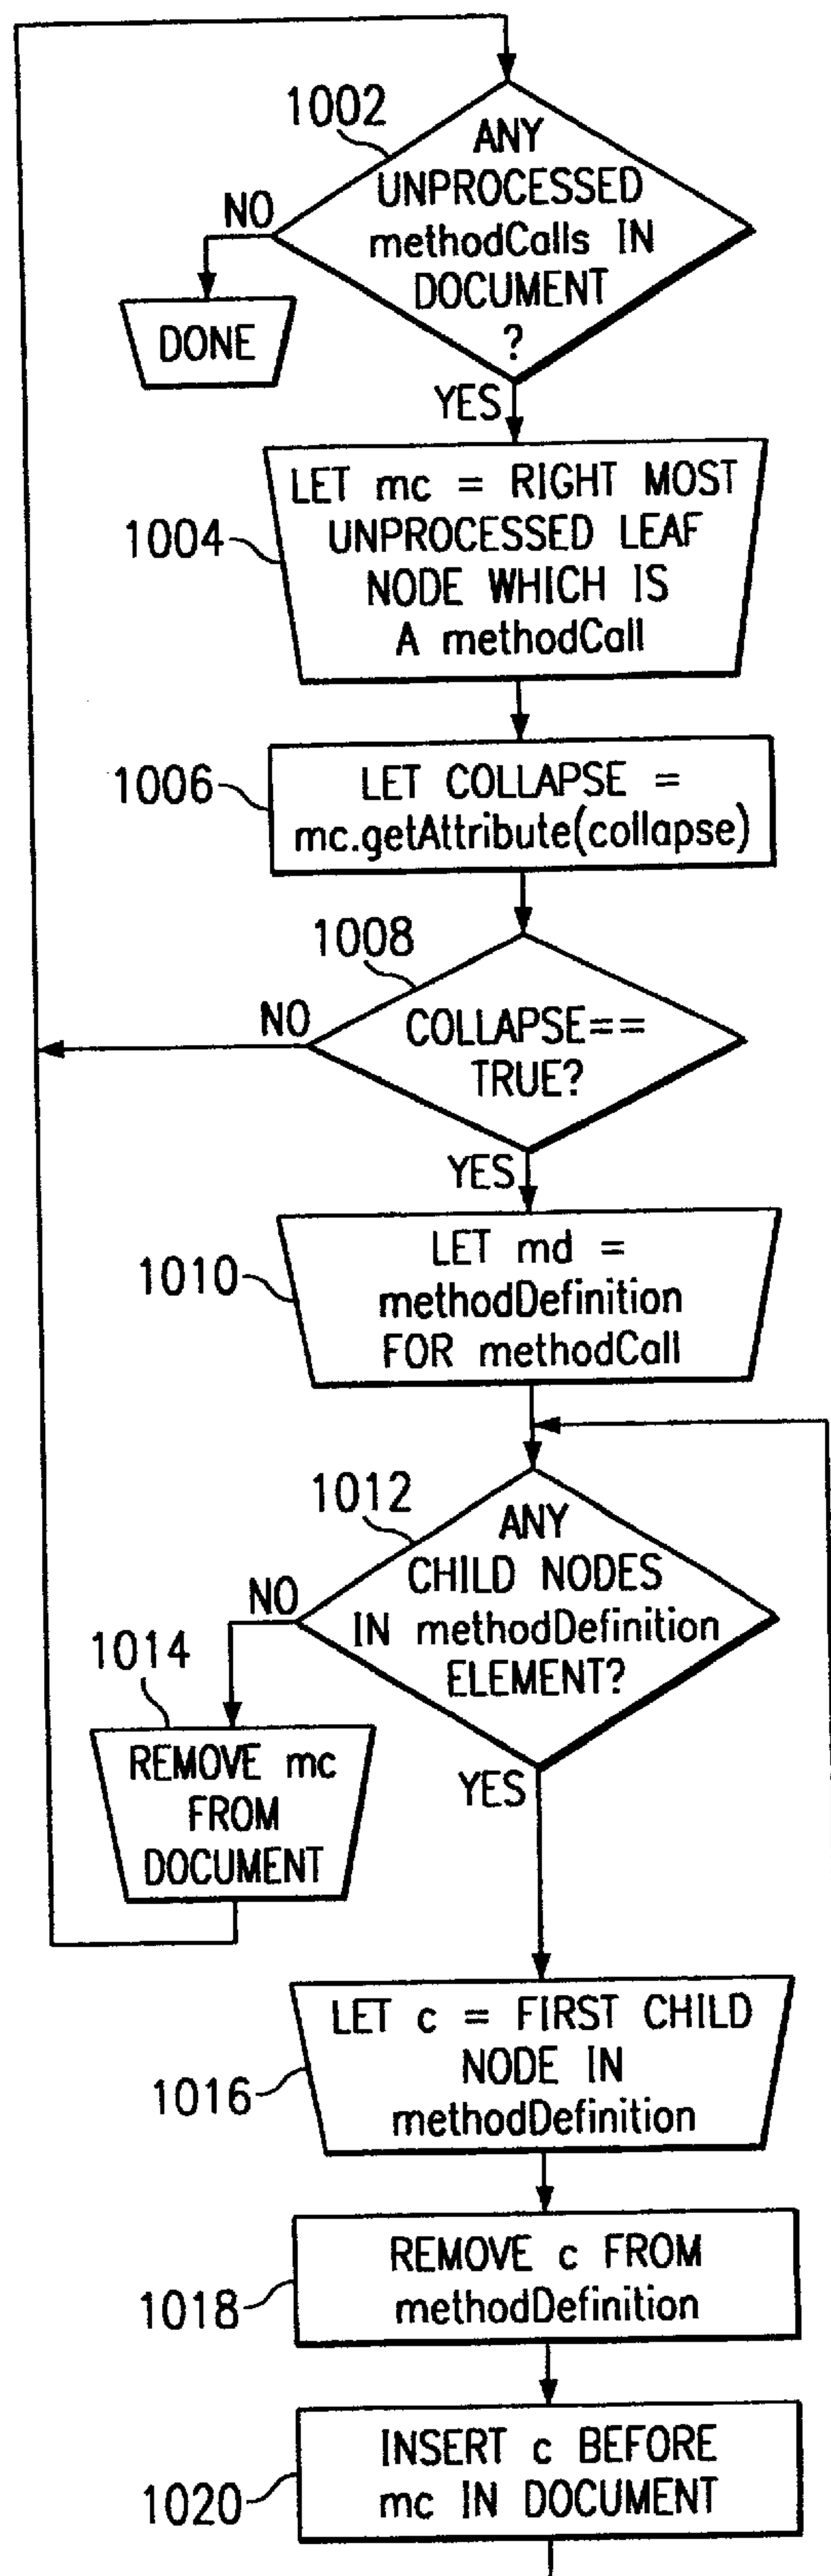 1002
ANY
UNPROCESSED
methodCalls IN
DOCUMENT
?
NO
DONE
YES
1004
LET mc = RIGHT MOST
UNPROCESSED LEAF
NODE WHICH IS
A methodCall
1006
LET COLLAPSE =
mc.getAttribute(collapse)
1008
NO
COLLAPSE==
TRUE?
YES
1010
LET md =
methodDefinition
FOR methodCall
1012
ANY
CHILD NODES
IN methodDefinition
ELEMENT?
NO
1014
REMOVE mc
FROM
DOCUMENT
YES
1016
LET c = FIRST CHILD
NODE IN
methodDefinition
1018
REMOVE c FROM
methodDefinition
1020
INSERT c BEFORE
mc IN DOCUMENT